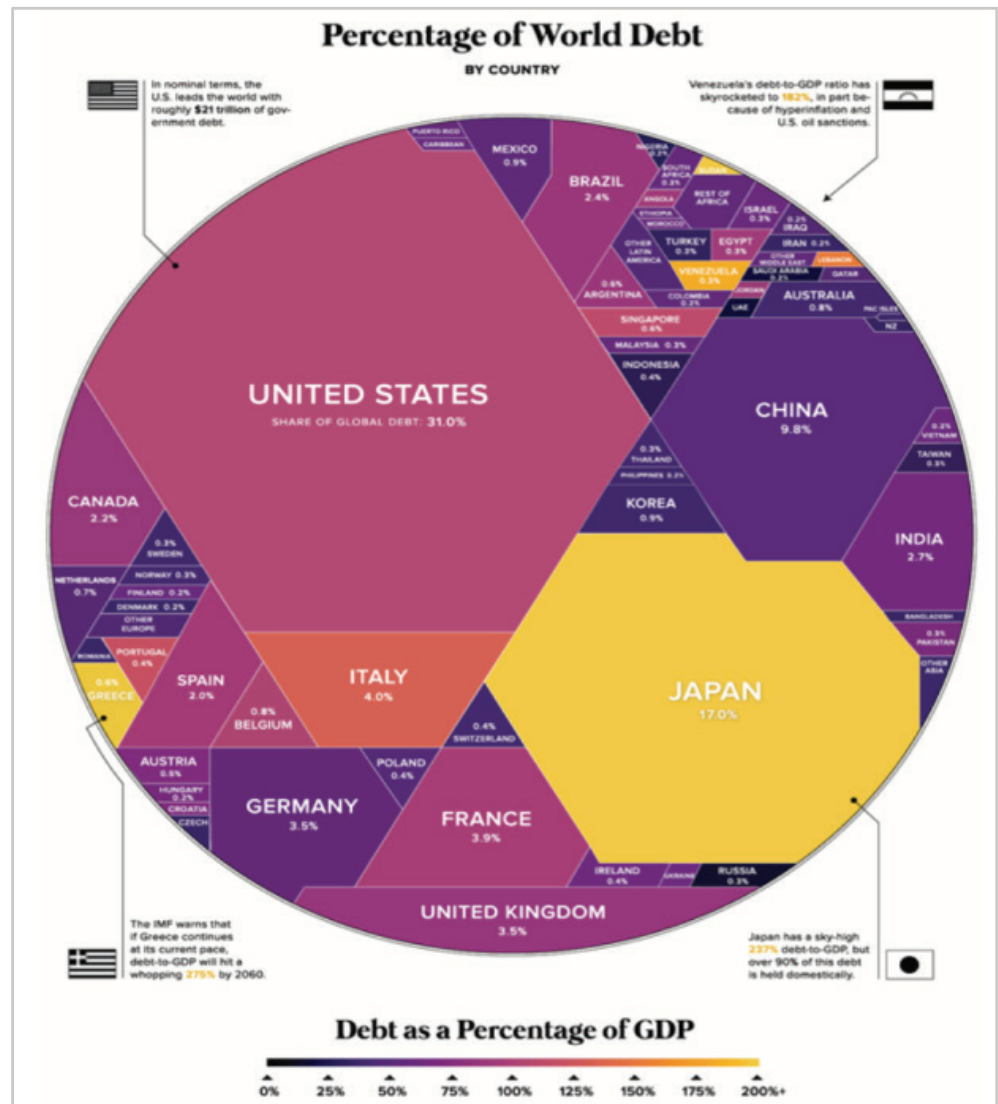 Percentage of World Debt
BY COUNTRY
In nominal terms, the
U.S. leads the world with
roughly $21 trillion of gov-
ernment debt.
Venezuela's debt-to-GDP ratio has
skyrocketed to 182%, in part be-
cause of hyperinflation and
U.S. oil sanctions.
PUERTO RICO
CARIBBEAN
MEXICO
0.9%
BRAZIL
2.4%
NIGERIA
0.2%
SOUTH
AFRICA
SUDAN
ANGOLA
ETHIOPIA
MOROCCO
REST OF
AFRICA
ISRAEL
0.3%
0.2%
IRAQ
IRAN 0.2%
OTHER
LATIN
AMERICA
TURKEY
0.3%
EGYPT
0.3%
OTHER
MIDDLE EAST
LEBANON
VENEZUELA
0.3%
SAUDI ARABIA
QATAR
0.6%
ARGENTINA
COLOMBIA
0.2%
JORDAN
UAE
AUSTRALIA
0.8%
PAC ISLES
NZ
SINGAPORE
0.6%
MALAYSIA 0.3%
INDONESIA
0.4%
UNITED STATES
SHARE OF GLOBAL DEBT: 31.0%
CHINA
9.8%
0.2%
VIETNAM
TAIWAN
0.3%
0.3%
THAILAND
PHILIPPINES 0.2%
KOREA
0.9%
INDIA
2.7%
CANADA
2.2%
0.3%
SWEDEN
NETHERLANDS
0.7%
NORWAY 0.3%
FINLAND 0.2%
DENMARK 0.2%
OTHER
EUROPE
ROMANIA
PORTUGAL
0.4%
0.6%
GREECE
SPAIN
2.0%
0.8%
BELGIUM
ITALY
4.0%
JAPAN
17.0%
BANGLADESH
0.3%
PAKISTAN
OTHER
ASIA
0.4%
SWITZERLAND
AUSTRIA
0.5%
HUNGARY
0.2%
CROATIA
CZECH
GERMANY
3.5%
POLAND
0.4%
FRANCE
3.9%
IRELAND
0.4%
UKRAINE
RUSSIA
0.3%
UNITED KINGDOM
3.5%
The IMF warns that
if Greece continues
at its current pace,
debt-to-GDP will hit a
whopping 275% by 2060.
Japan has a sky-high
237% debt-to-GDP, but
over 90% of this debt
is held domestically.
Debt as a Percentage of GDP
0% 25% 50% 75% 100% 125% 150% 175% 200%+